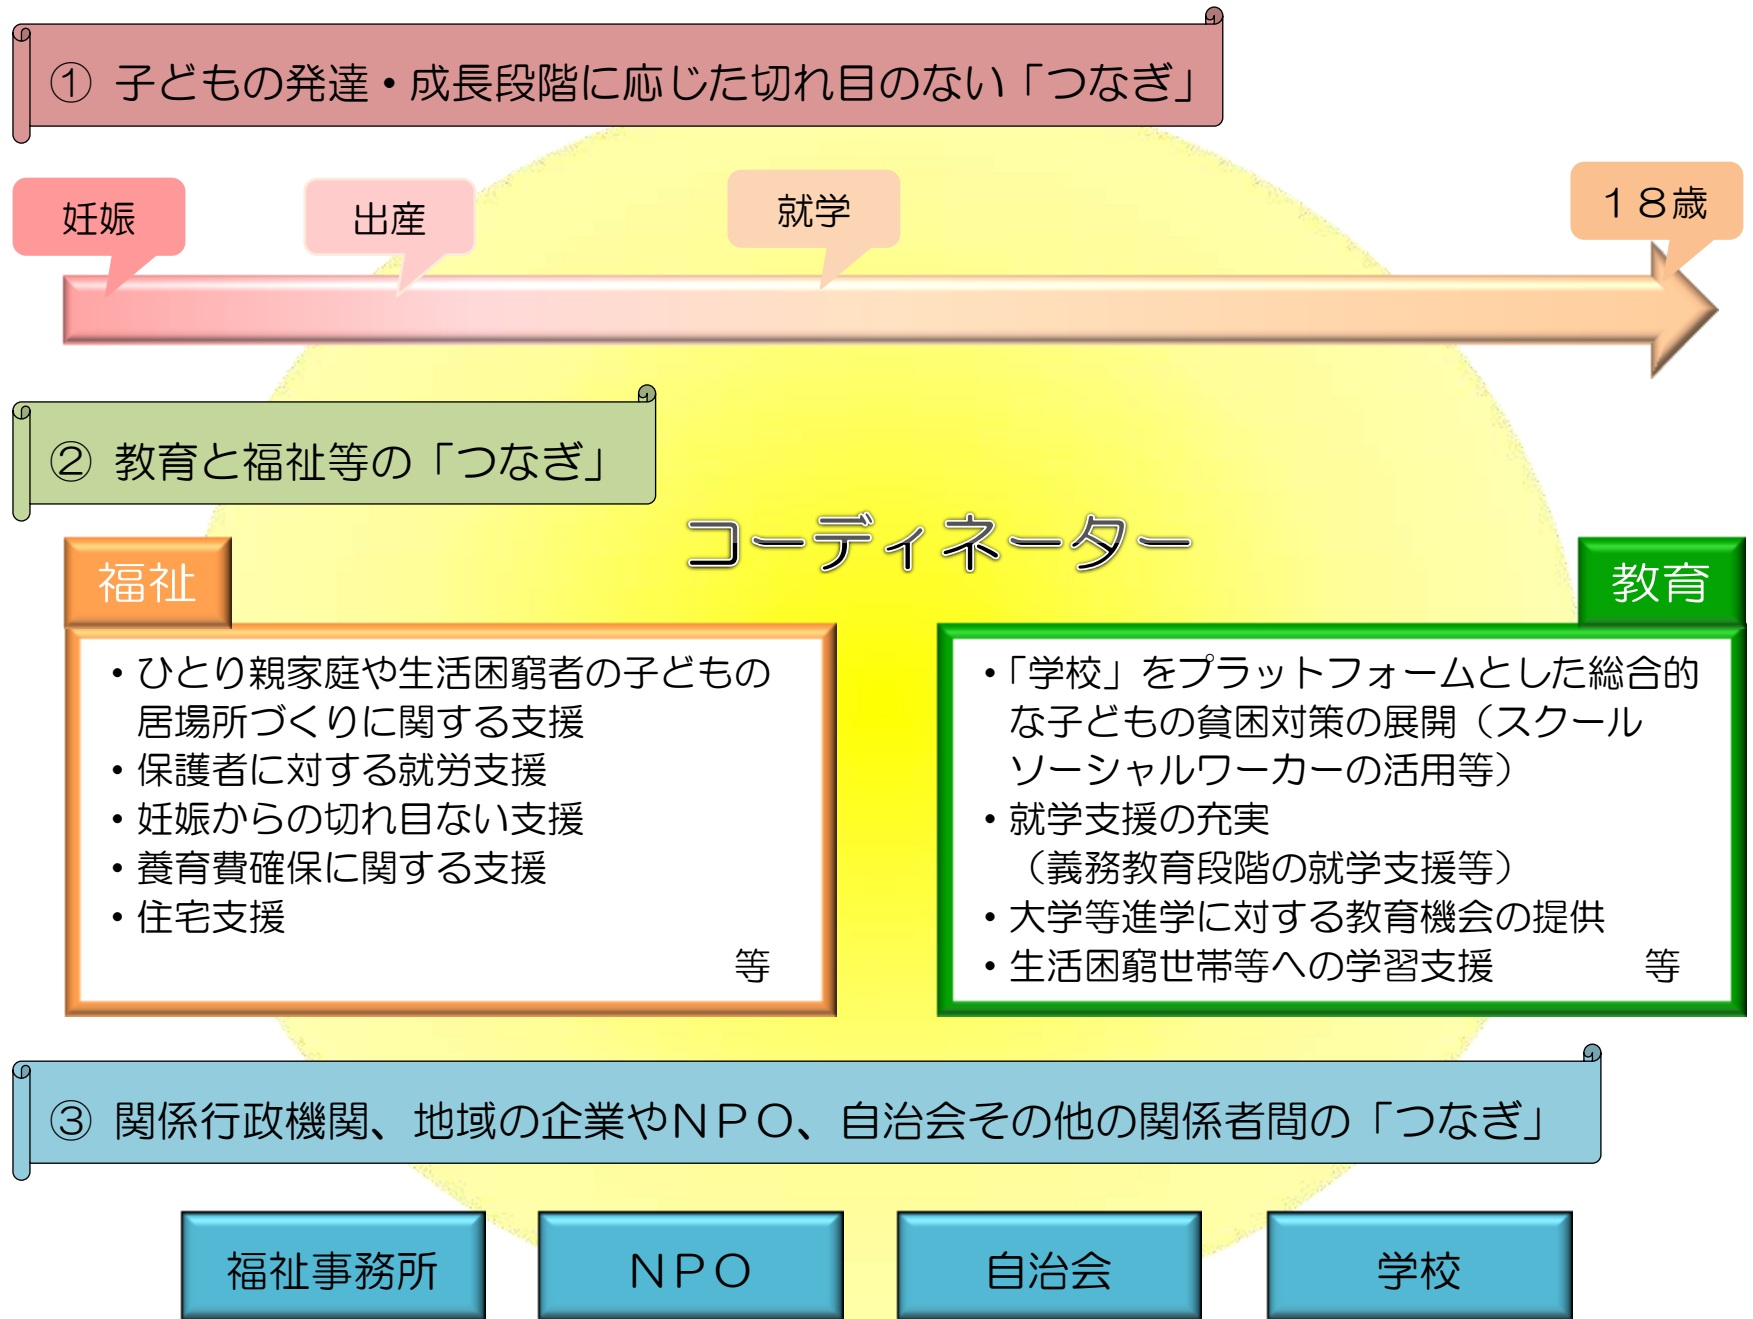 ① 子どもの発達・成長段階に応じた切れ目のない「つなぎ」
妊娠
出産
就学
１８歳
② 教育と福祉等の「つなぎ」
コーディネーター
福祉
・ひとり親家庭や生活困窮者の子どもの
居場所づくりに関する支援
・保護者に対する就労支援
・妊娠からの切れ目ない支援
・養育費確保に関する支援
・住宅支援
等
教育
・「学校」をプラットフォームとした総合的
な子どもの貧困対策の展開（スクール
ソーシャルワーカーの活用等）
・就学支援の充実
（義務教育段階の就学支援等）
・大学等進学に対する教育機会の提供
・生活困窮世帯等への学習支援　　　　等
③ 関係行政機関、地域の企業やＮＰＯ、自治会その他の関係者間の「つなぎ」
福祉事務所
ＮＰＯ
自治会
学校